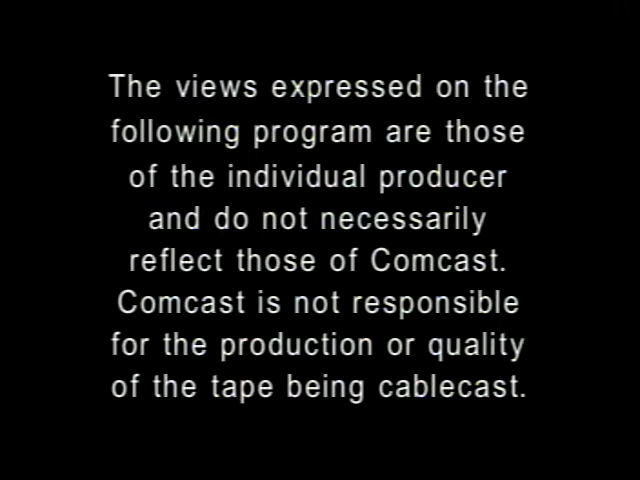 The views expressed on the
following program are those
of the individual producer
and do not necessarily
reflect those of Comcast.
Comcast is not responsible
for the production or quality
of the tape being cablecast.